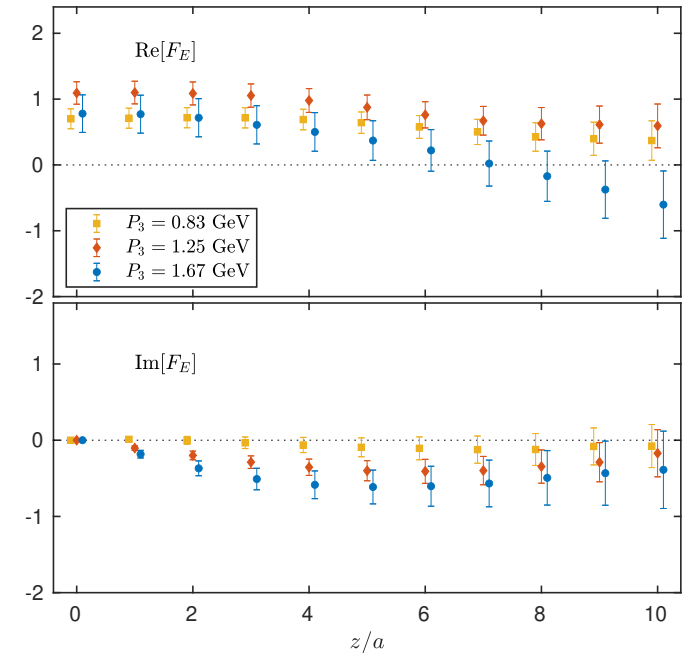 2
Re[F_E]
1
0
-1
P_3 = 0.83 GeV
P_3 = 1.25 GeV
P_3 = 1.67 GeV
-2
1
Im[F_E]
0
-1
-2
0 2 4 6 8 10
z/a